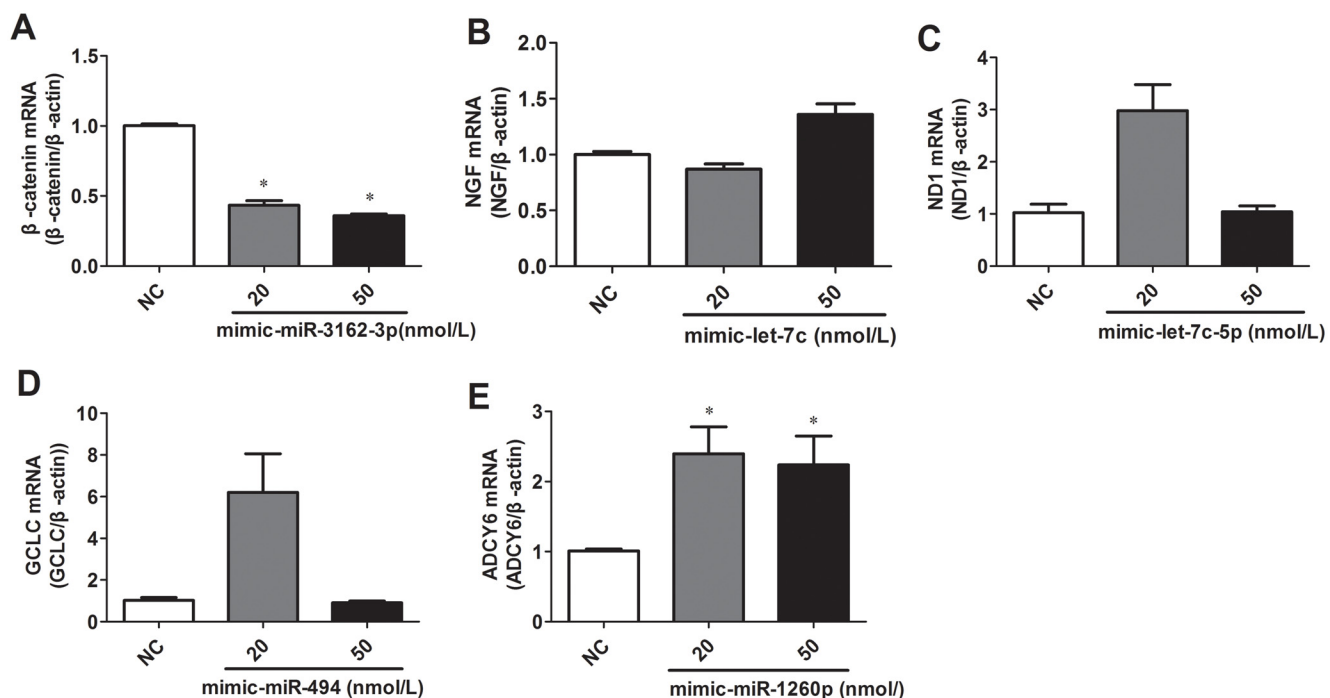 A
β -catenin mRNA
(β -catenin/β -actin)
1.5
1.0
0.5
0.0
*
*
NC
20
50
mimic-miR-3162-3p(nmol/L)
B
NGF mRNA
(NGF/β -actin)
2.0
1.5
1.0
0.5
0.0
NC
20
50
mimic-let-7c (nmol/L)
C
ND1 mRNA
(ND1/β -actin)
4
3
2
1
0
NC
20
50
mimic-let-7c-5p (nmol/L)
D
GCLC mRNA
(GCLC/β -actin))
10
8
6
4
2
0
NC
20
50
mimic-miR-494 (nmol/L)
E
ADCY6 mRNA
(ADCY6/β -actin)
3
2
1
0
*
*
NC
20
50
mimic-miR-1260p (nmol/)